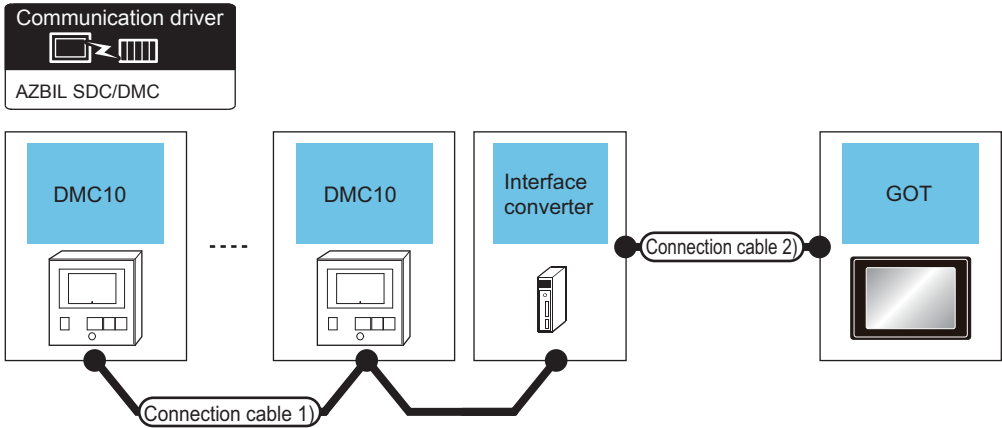 Communication driver
AZBIL SDC/DMC
DMC10
DMC10
Interface
converter
GOT
Connection cable 2)
Connection cable 1)